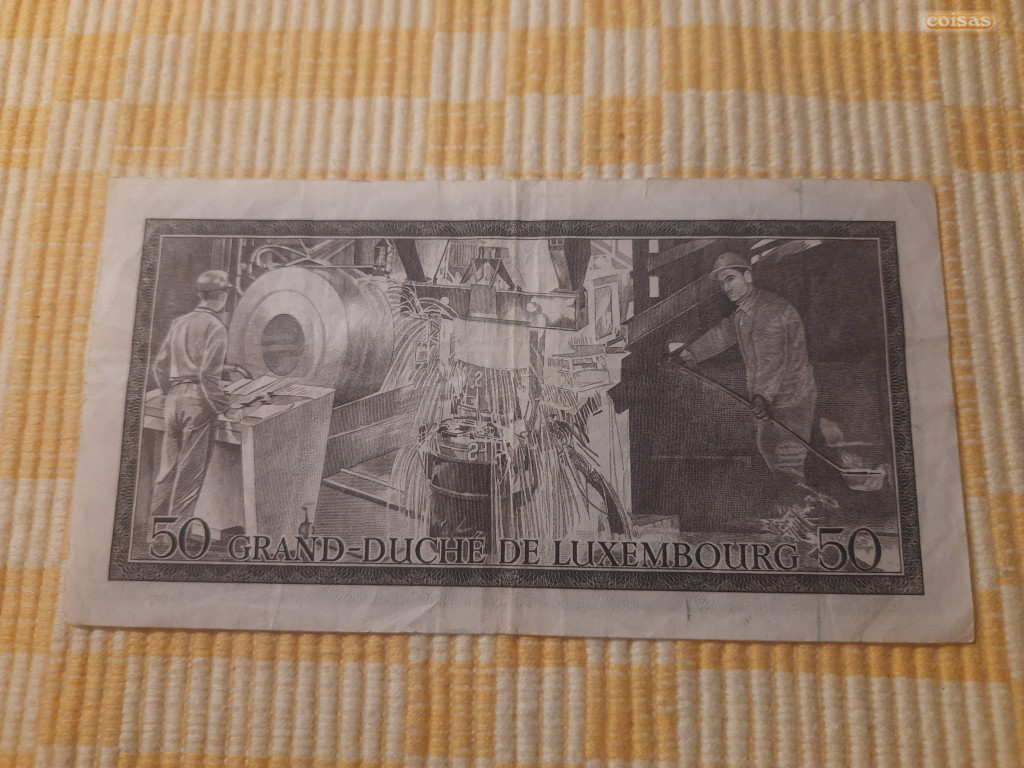 coisas
50 GRAND-DUCHÉ DE LUXEMBOURG 50